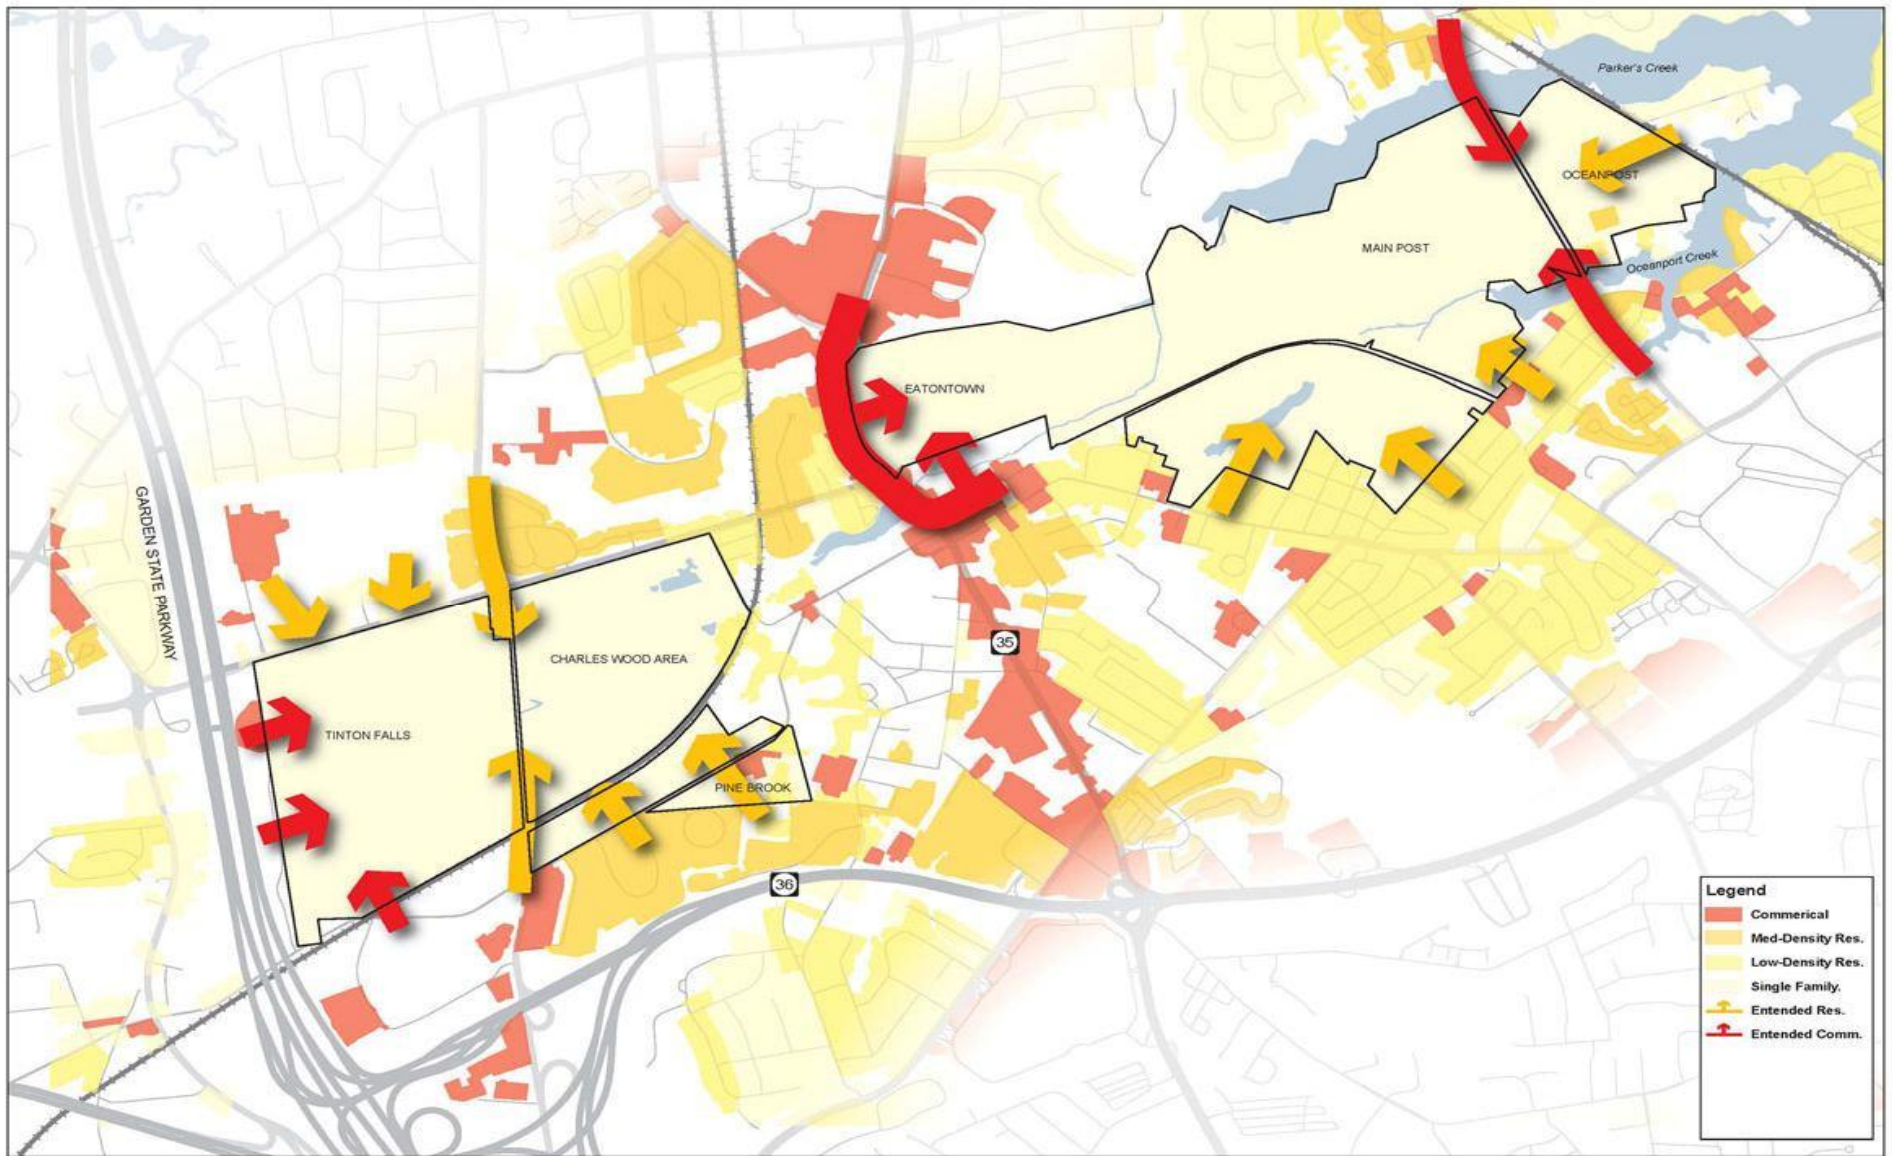 Parker's Creek
OCEANPOST
MAIN POST
Oceanport Creek
EATONTOWN
GARDEN STATE PARKWAY
35
CHARLES WOOD AREA
TINTON FALLS
PINE BROOK
36
Legend
Commerical
Med-Density Res.
Low-Density Res.
Single Family.
Entended Res.
Entended Comm.